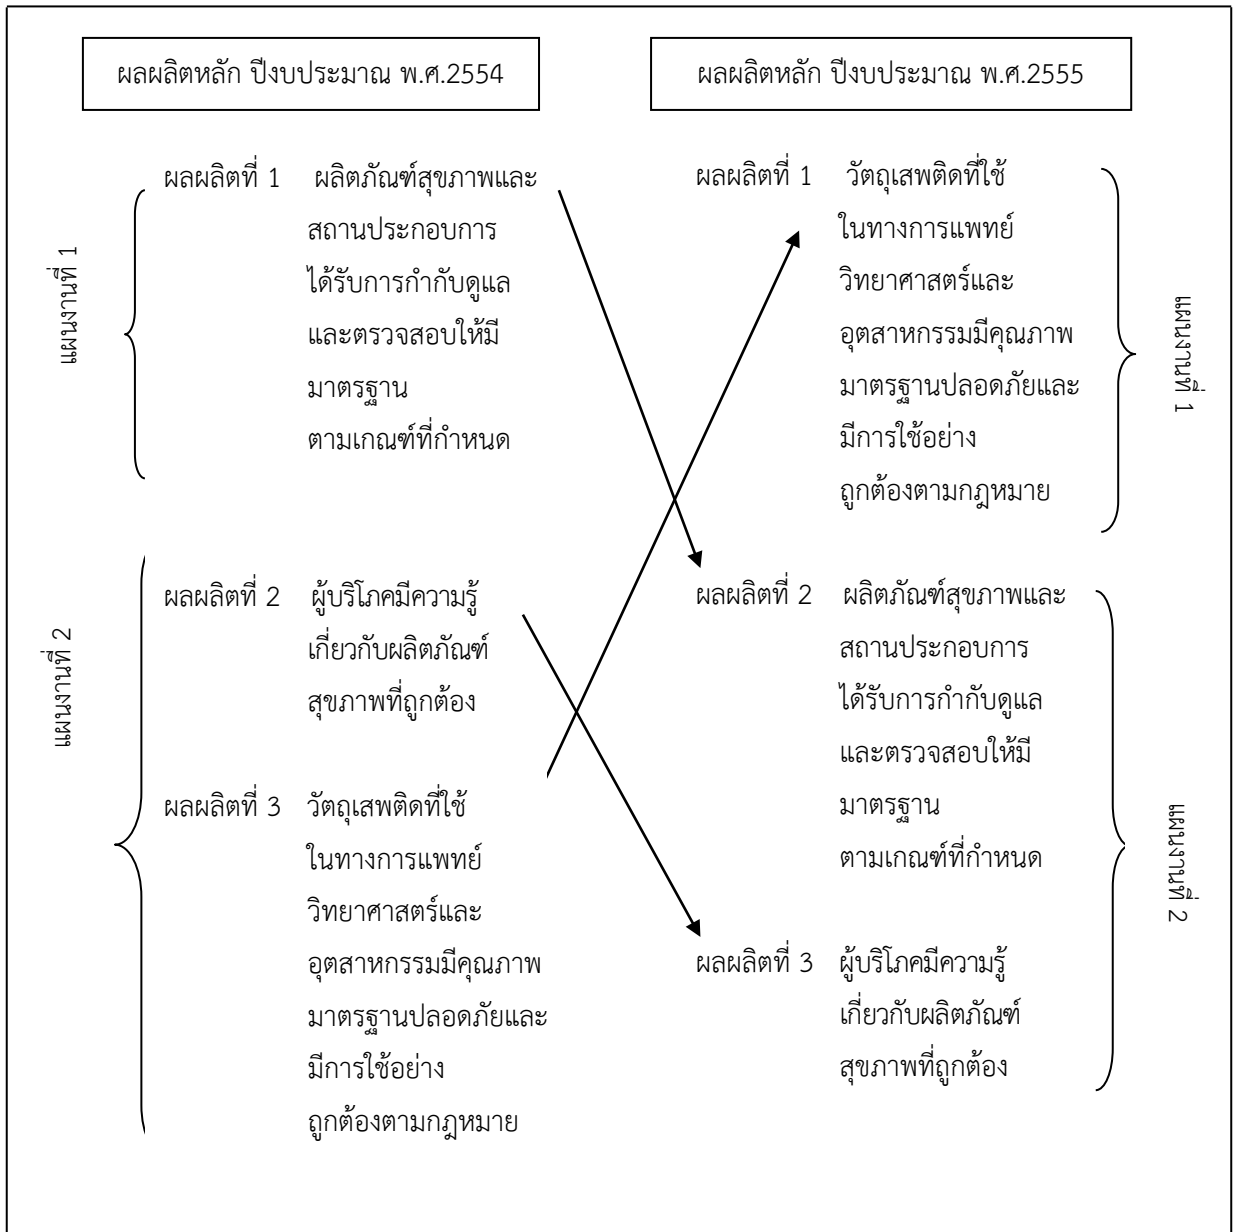 ผลผลิตหลัก ปีงบประมาณ พ.ศ.2554
แผนงานที่ 1
ผลผลิตที่ 1 ผลิตภัณฑ์สุขภาพและ
สถานประกอบการ
ได้รับการกำกับดูแล
และตรวจสอบให้มี
มาตรฐาน
ตามเกณฑ์ที่กำหนด
แผนงานที่ 2
ผลผลิตที่ 2 ผู้บริโภคมีความรู้
เกี่ยวกับผลิตภัณฑ์
สุขภาพที่ถูกต้อง
ผลผลิตที่ 3 วัตถุเสพติดที่ใช้
ในทางการแพทย์
วิทยาศาสตร์และ
อุตสาหกรรมมีคุณภาพ
มาตรฐานปลอดภัยและ
มีการใช้อย่าง
ถูกต้องตามกฎหมาย
ผลผลิตหลัก ปีงบประมาณ พ.ศ.2555
ผลผลิตที่ 1 วัตถุเสพติดที่ใช้
ในทางการแพทย์
วิทยาศาสตร์และ
อุตสาหกรรมมีคุณภาพ
มาตรฐานปลอดภัยและ
มีการใช้อย่าง
ถูกต้องตามกฎหมาย
แผนงานที่ 1
ผลผลิตที่ 2 ผลิตภัณฑ์สุขภาพและ
สถานประกอบการ
ได้รับการกำกับดูแล
และตรวจสอบให้มี
มาตรฐาน
ตามเกณฑ์ที่กำหนด
ผลผลิตที่ 3 ผู้บริโภคมีความรู้
เกี่ยวกับผลิตภัณฑ์
สุขภาพที่ถูกต้อง
แผนงานที่ 2